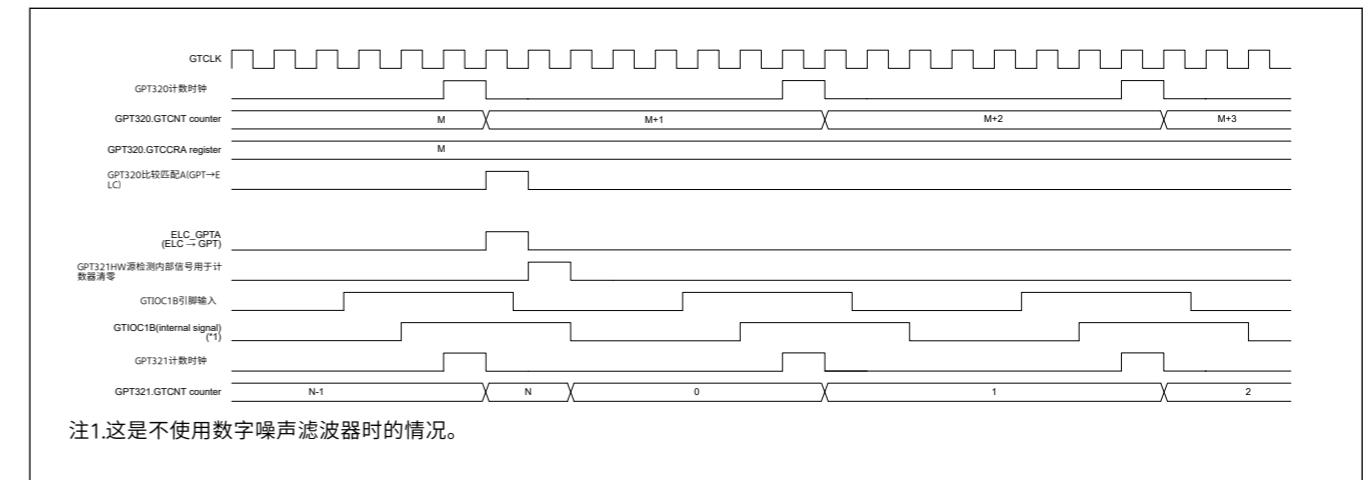 GTCLK
GPT320计数时钟
GPT320.GTCNT counter M M+1 M+2 M+3
GPT320.GTCCRA register M
GPT320比较匹配A(GPT→E
LC)
ELC_GPTA
(ELC → GPT)
GPT321HW源检测内部信号用于计
数器清零
GTIOC1B引脚输入
GTIOC1B(internal signal)
(*1)
GPT321计数时钟
GPT321.GTCNT counter N-1 N 0 1 2
注1.这是不使用数字噪声滤波器时的情况。